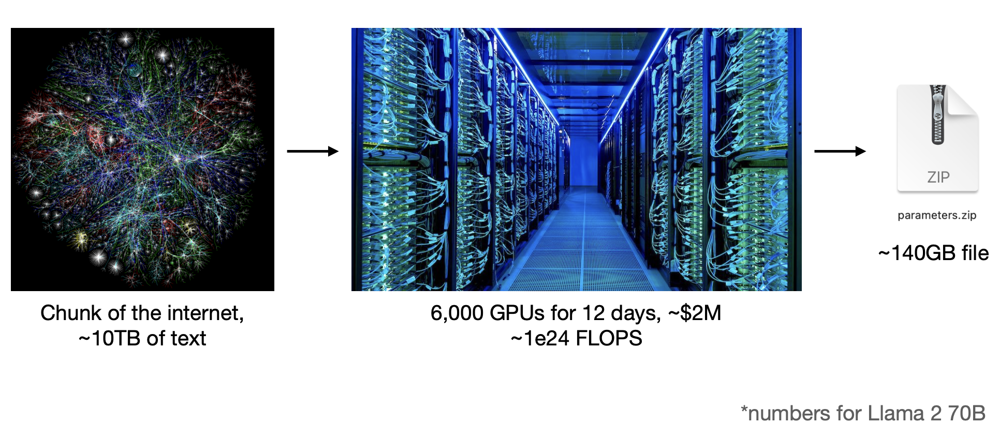 Chunk of the internet,
~10TB of text
6,000 GPUs for 12 days, ~$2M
~1e24 FLOPS
ZIP
parameters.zip
~140GB file
*numbers for Llama 2 70B